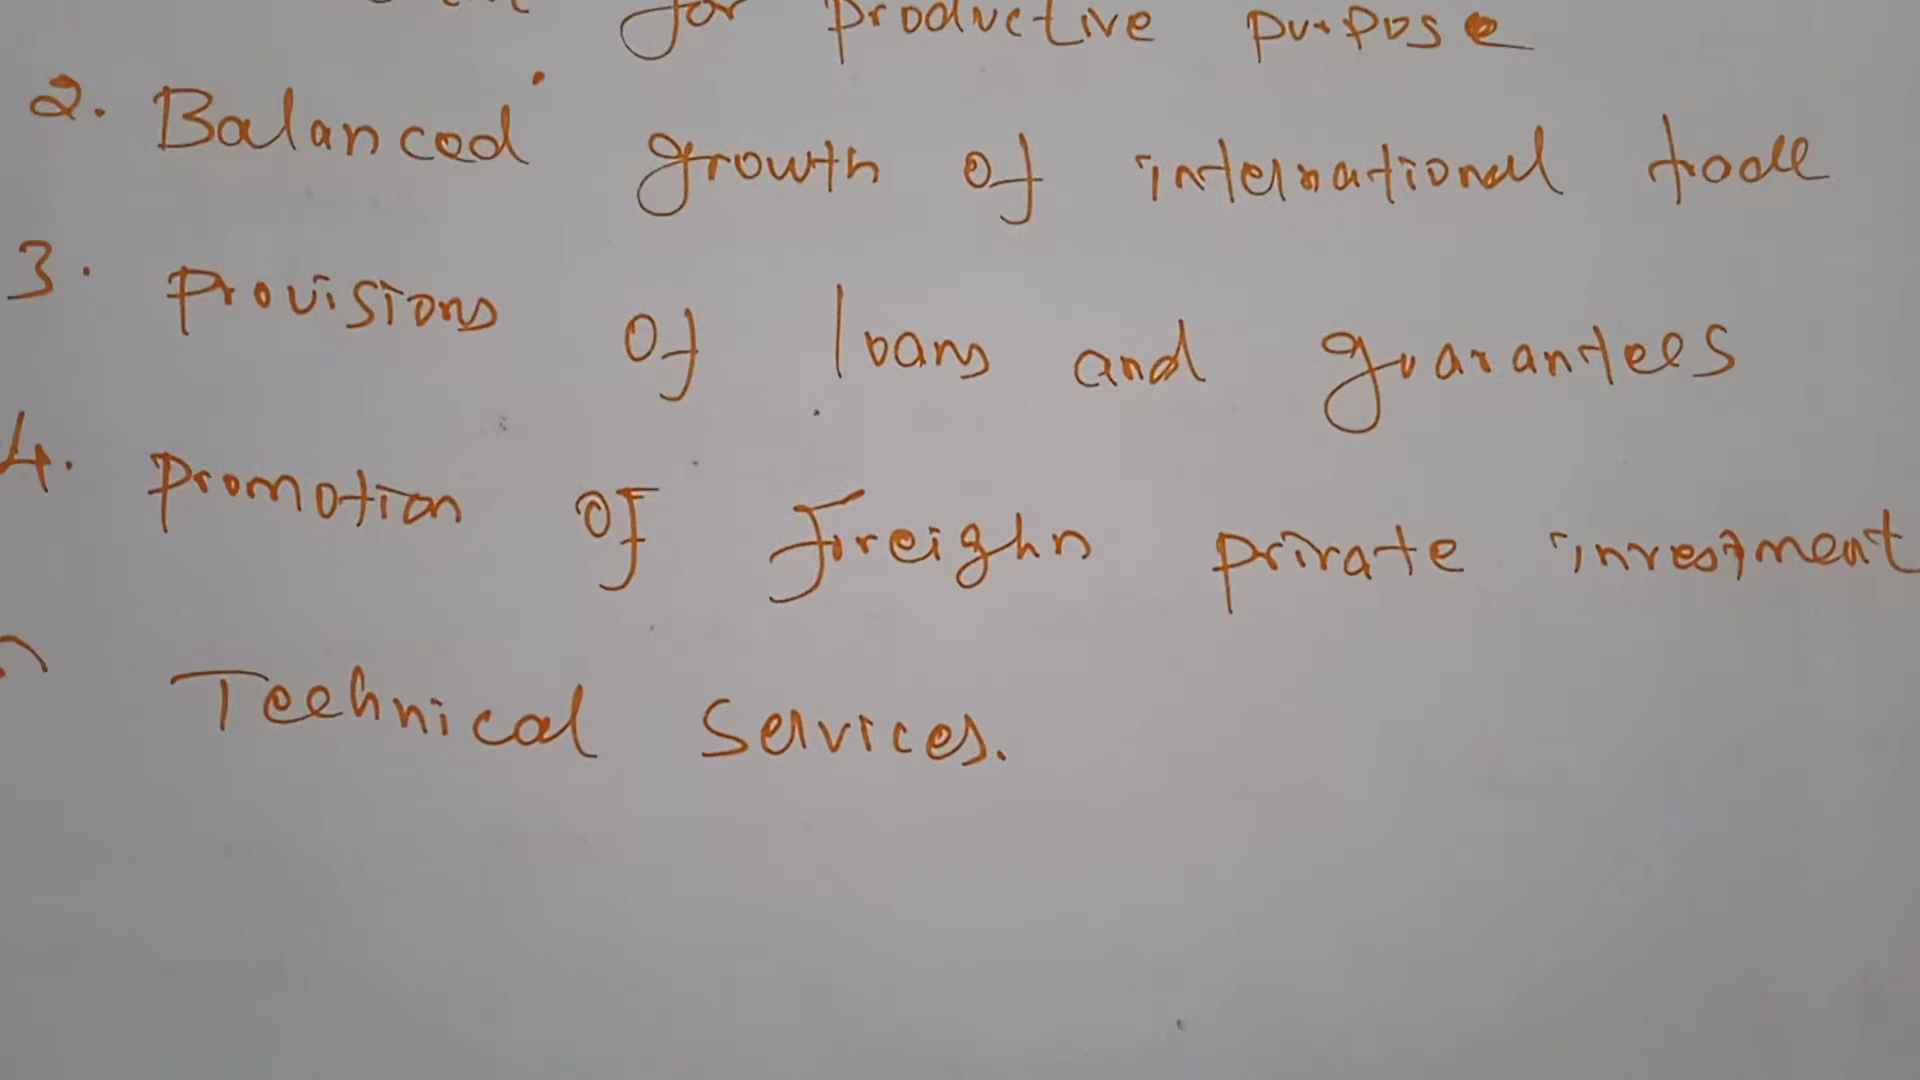 for productive purpose
2. Balanced growth of international trade
3. provisions of loans and guarantees
4. promotion of Foreighn private investment
Technical Services.